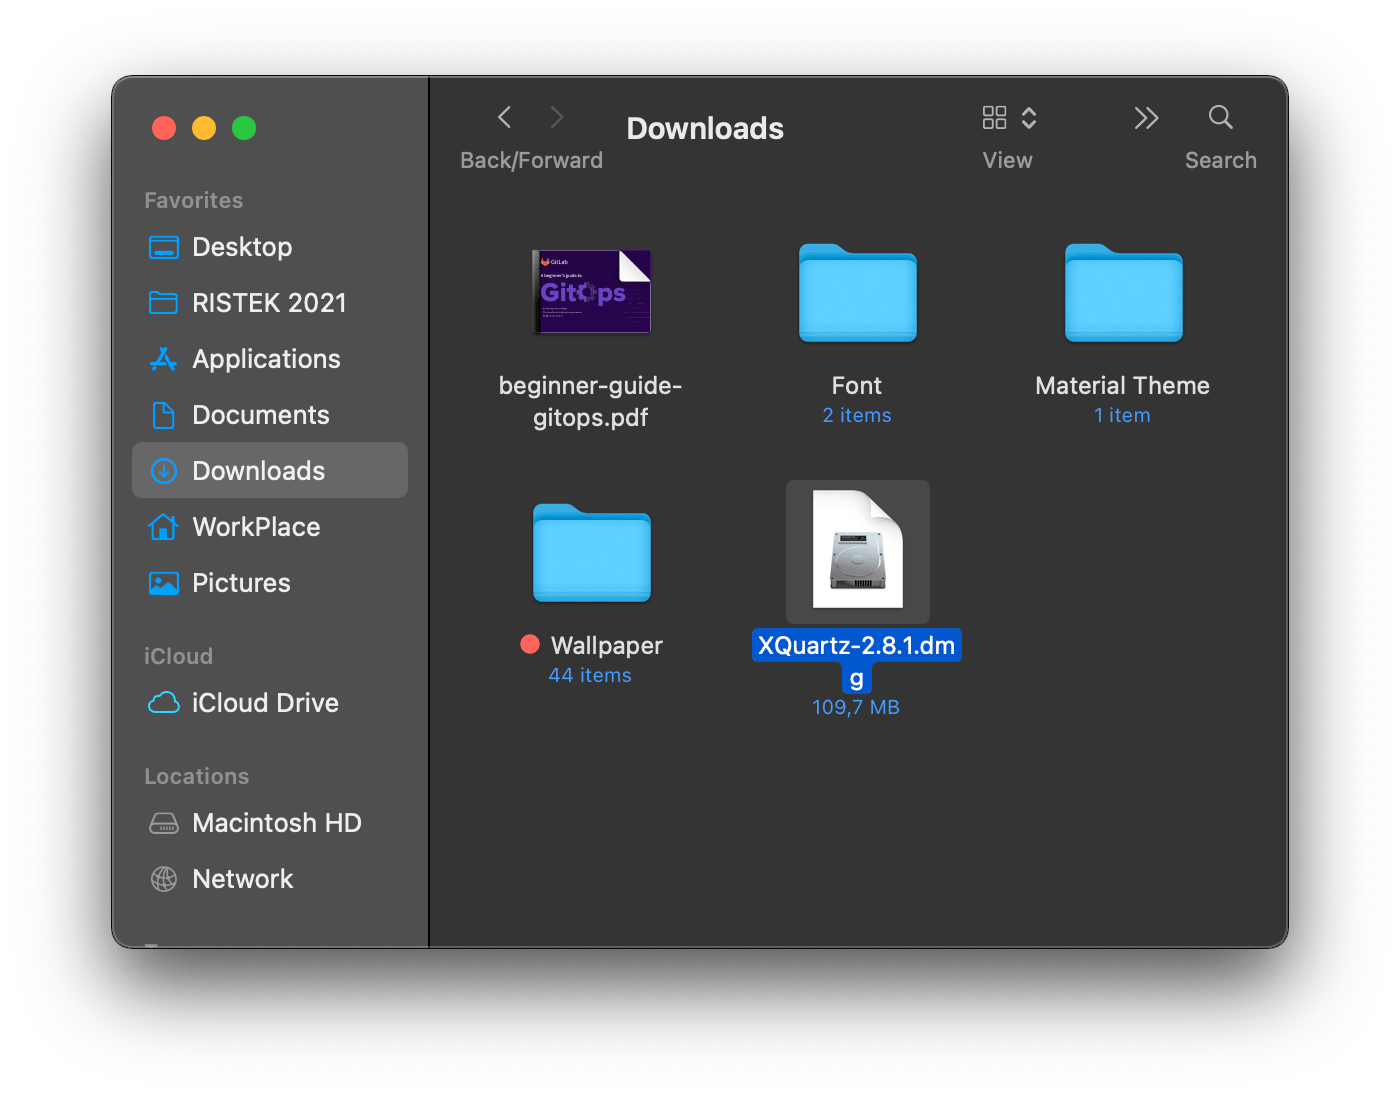 Favorites
Desktop
RISTEK 2021
Applications
Documents
Downloads
WorkPlace
Pictures
iCloud
iCloud Drive
Locations
Macintosh HD
Network
Back/Forward
Downloads
View
Search
GitLab
A beginner's guide to
GitOps
beginner-guide-
gitops.pdf
Font
2 items
Material Theme
1 item
Wallpaper
44 items
XQuartz-2.8.1.dm
g
109,7 MB